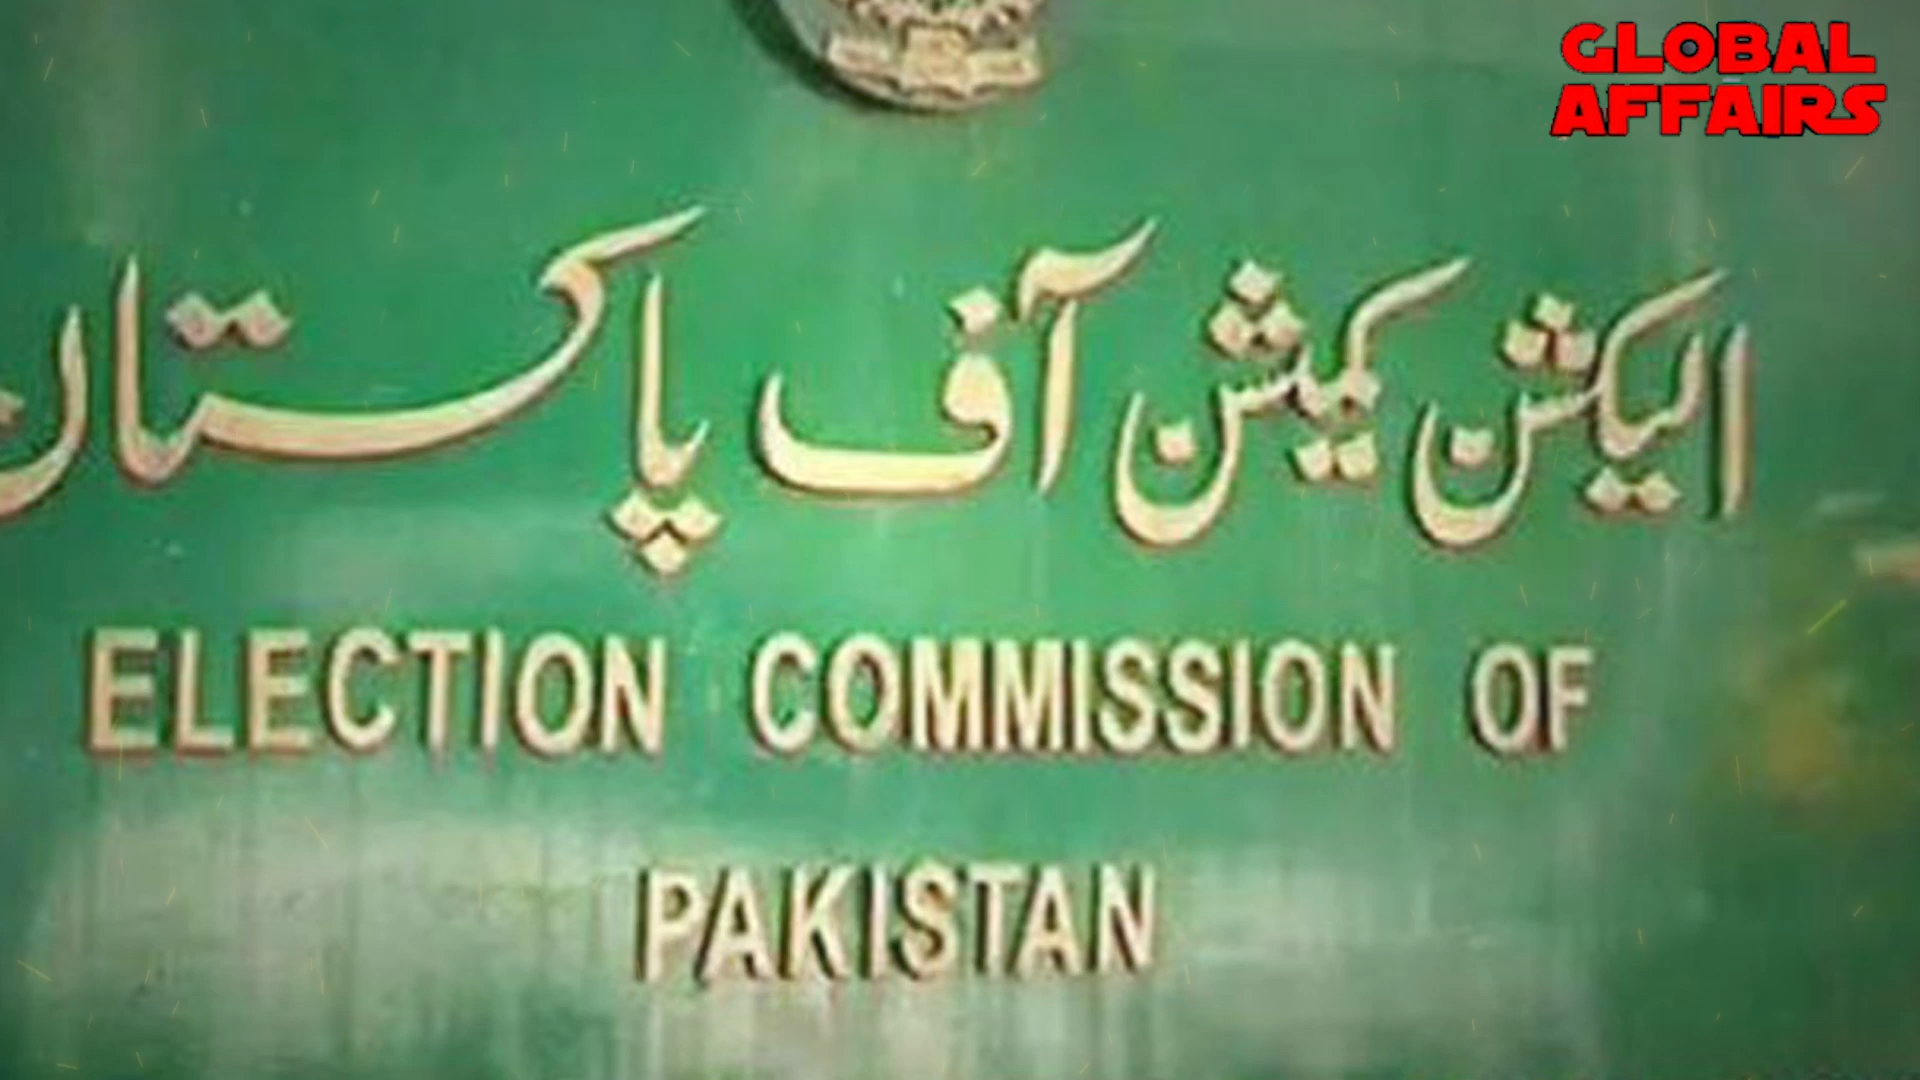 GLOBAL
AFFAIRS
الیکشن کمیشن آف پاکستان
ELECTION COMMISSION OF
PAKISTAN